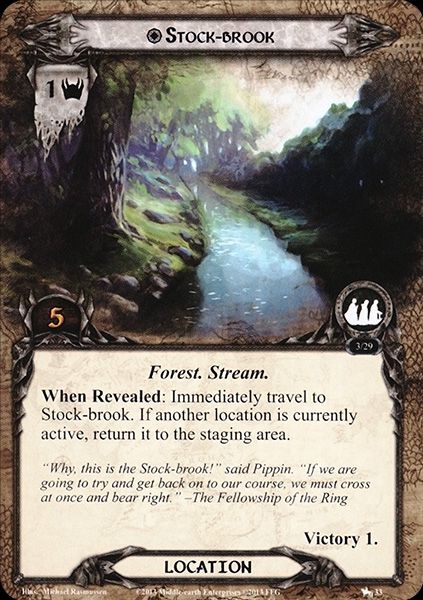 STOCK-BROOK
1
5
3/29
Forest. Stream.
When Revealed: Immediately travel to
Stock-brook. If another location is currently
active, return it to the staging area.
"Why, this is the Stock-brook!" said Pippin. "If we are
going to try and get back on to our course, we must cross
at once and bear right." –The Fellowship of the Ring
Victory 1.
LOCATION
Illus. Michael Rasmussen ©2013 Middle-earth Enterprises ©2013 FFG 33